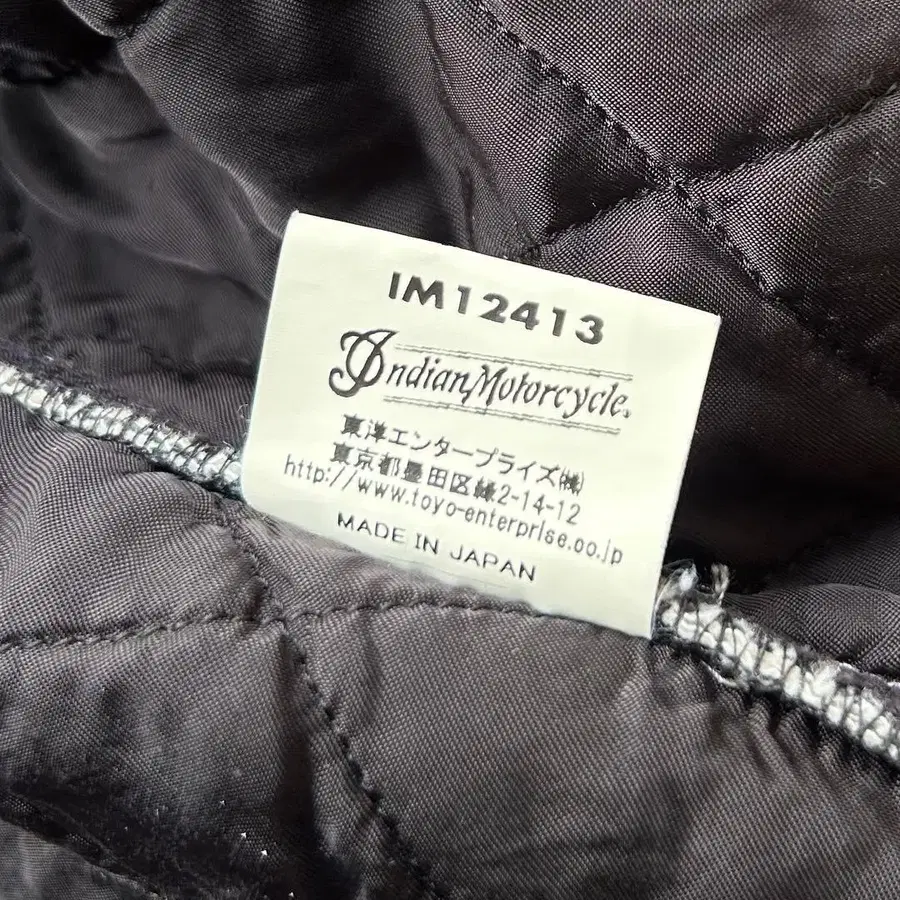 IM12413
Indian Motorcycle.
東洋エンタープライズ㈱
東京都墨田区緑2-14-12
http://www.toyo-enterprise.co.jp
MADE IN JAPAN